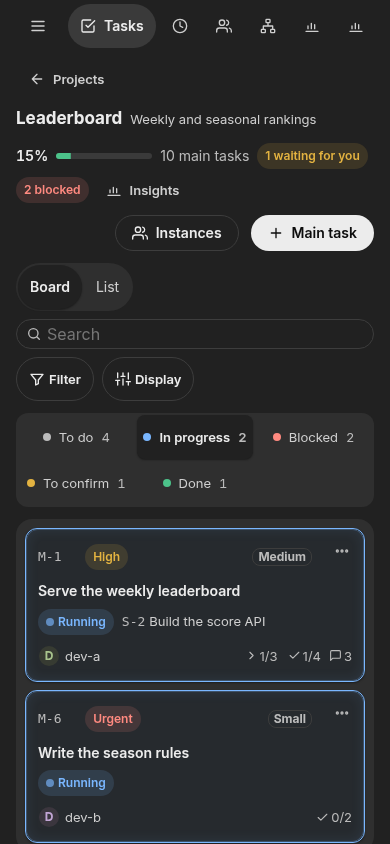 Tasks
Projects
Leaderboard Weekly and seasonal rankings
15% 10 main tasks 1 waiting for you
2 blocked Insights
Instances Main task
Board List
Search
Filter Display
To do 4 In progress 2 Blocked 2
To confirm 1 Done 1
M-1 High Medium
Serve the weekly leaderboard
Running S-2 Build the score API
D dev-a 1/3 1/4 3
M-6 Urgent Small
Write the season rules
Running
D dev-b 0/2